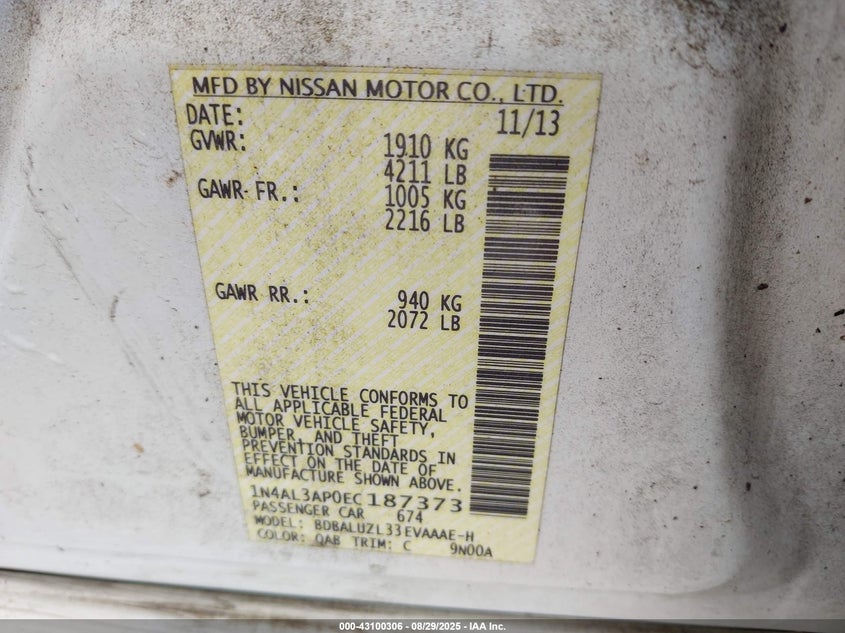 MFD BY NISSAN MOTOR CO., LTD.
DATE: 11/13
GVWR: 1910 KG
4211 LB
GAWR FR.: 1005 KG
2216 LB
GAWR RR.: 940 KG
2072 LB
THIS VEHICLE CONFORMS TO
ALL APPLICABLE FEDERAL
MOTOR VEHICLE SAFETY,
BUMPER, AND THEFT
PREVENTION STANDARDS IN
EFFECT ON THE DATE OF
MANUFACTURE SHOWN ABOVE.
1N4AL3AP0EC187373
PASSENGER CAR 674
MODEL: BDBALUZL33EVAAAE-H
COLOR: QAB TRIM: C 9N00A
000-43100306 - 08/29/2025 - IAA Inc.